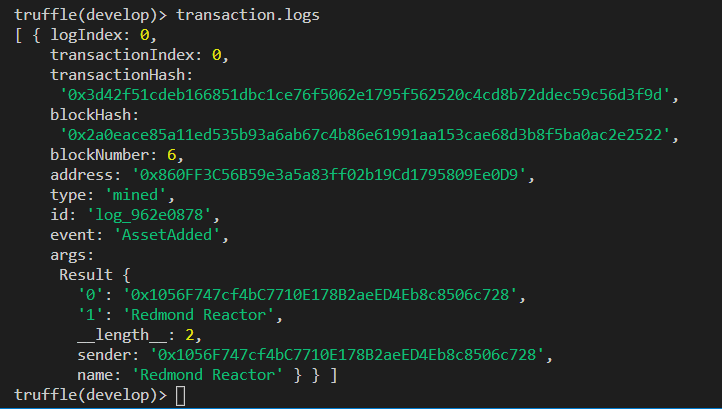 truffle(develop)> transaction.logs
[ { logIndex: 0,
transactionIndex: 0,
transactionHash:
'0x3d42f51cdeb166851dbc1ce76f5062e1795f562520c4cd8b72ddec59c56d3f9d',
blockHash:
'0x2a0eace85a11ed535b93a6ab67c4b86e61991aa153cae68d3b8f5ba0ac2e2522',
blockNumber: 6,
address: '0x860FF3C56B59e3a5a83ff02b19Cd1795809Ee0D9',
type: 'mined',
id: 'log_962e0878',
event: 'AssetAdded',
args:
Result {
'0': '0x1056F747cf4bC7710E178B2aeED4Eb8c8506c728',
'1': 'Redmond Reactor',
__length__: 2,
sender: '0x1056F747cf4bC7710E178B2aeED4Eb8c8506c728',
name: 'Redmond Reactor' } } ]
truffle(develop)>